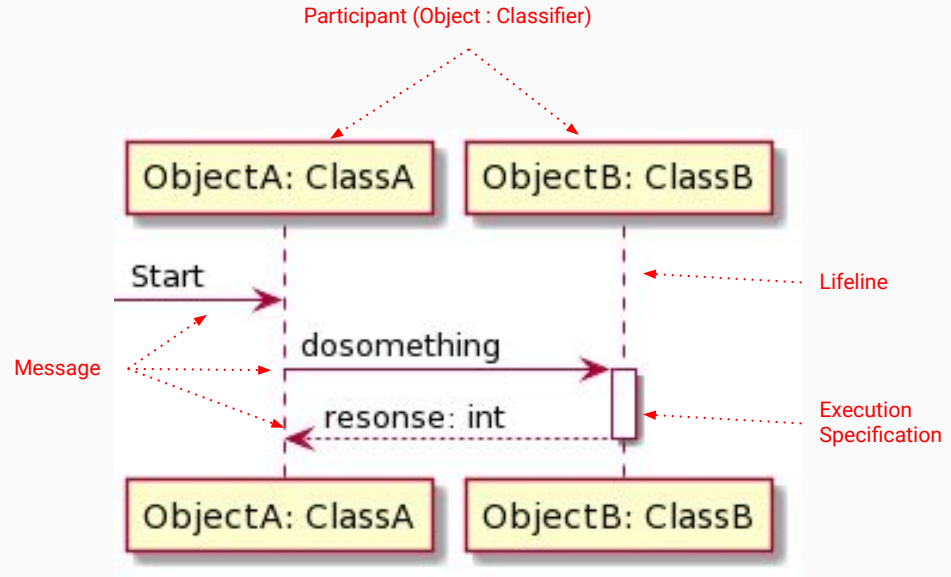 Participant (Object : Classifier)
ObjectA: ClassA
ObjectB: ClassB
Start
Lifeline
dosomething
Message
resonse: int
Execution
Specification
ObjectA: ClassA
ObjectB: ClassB